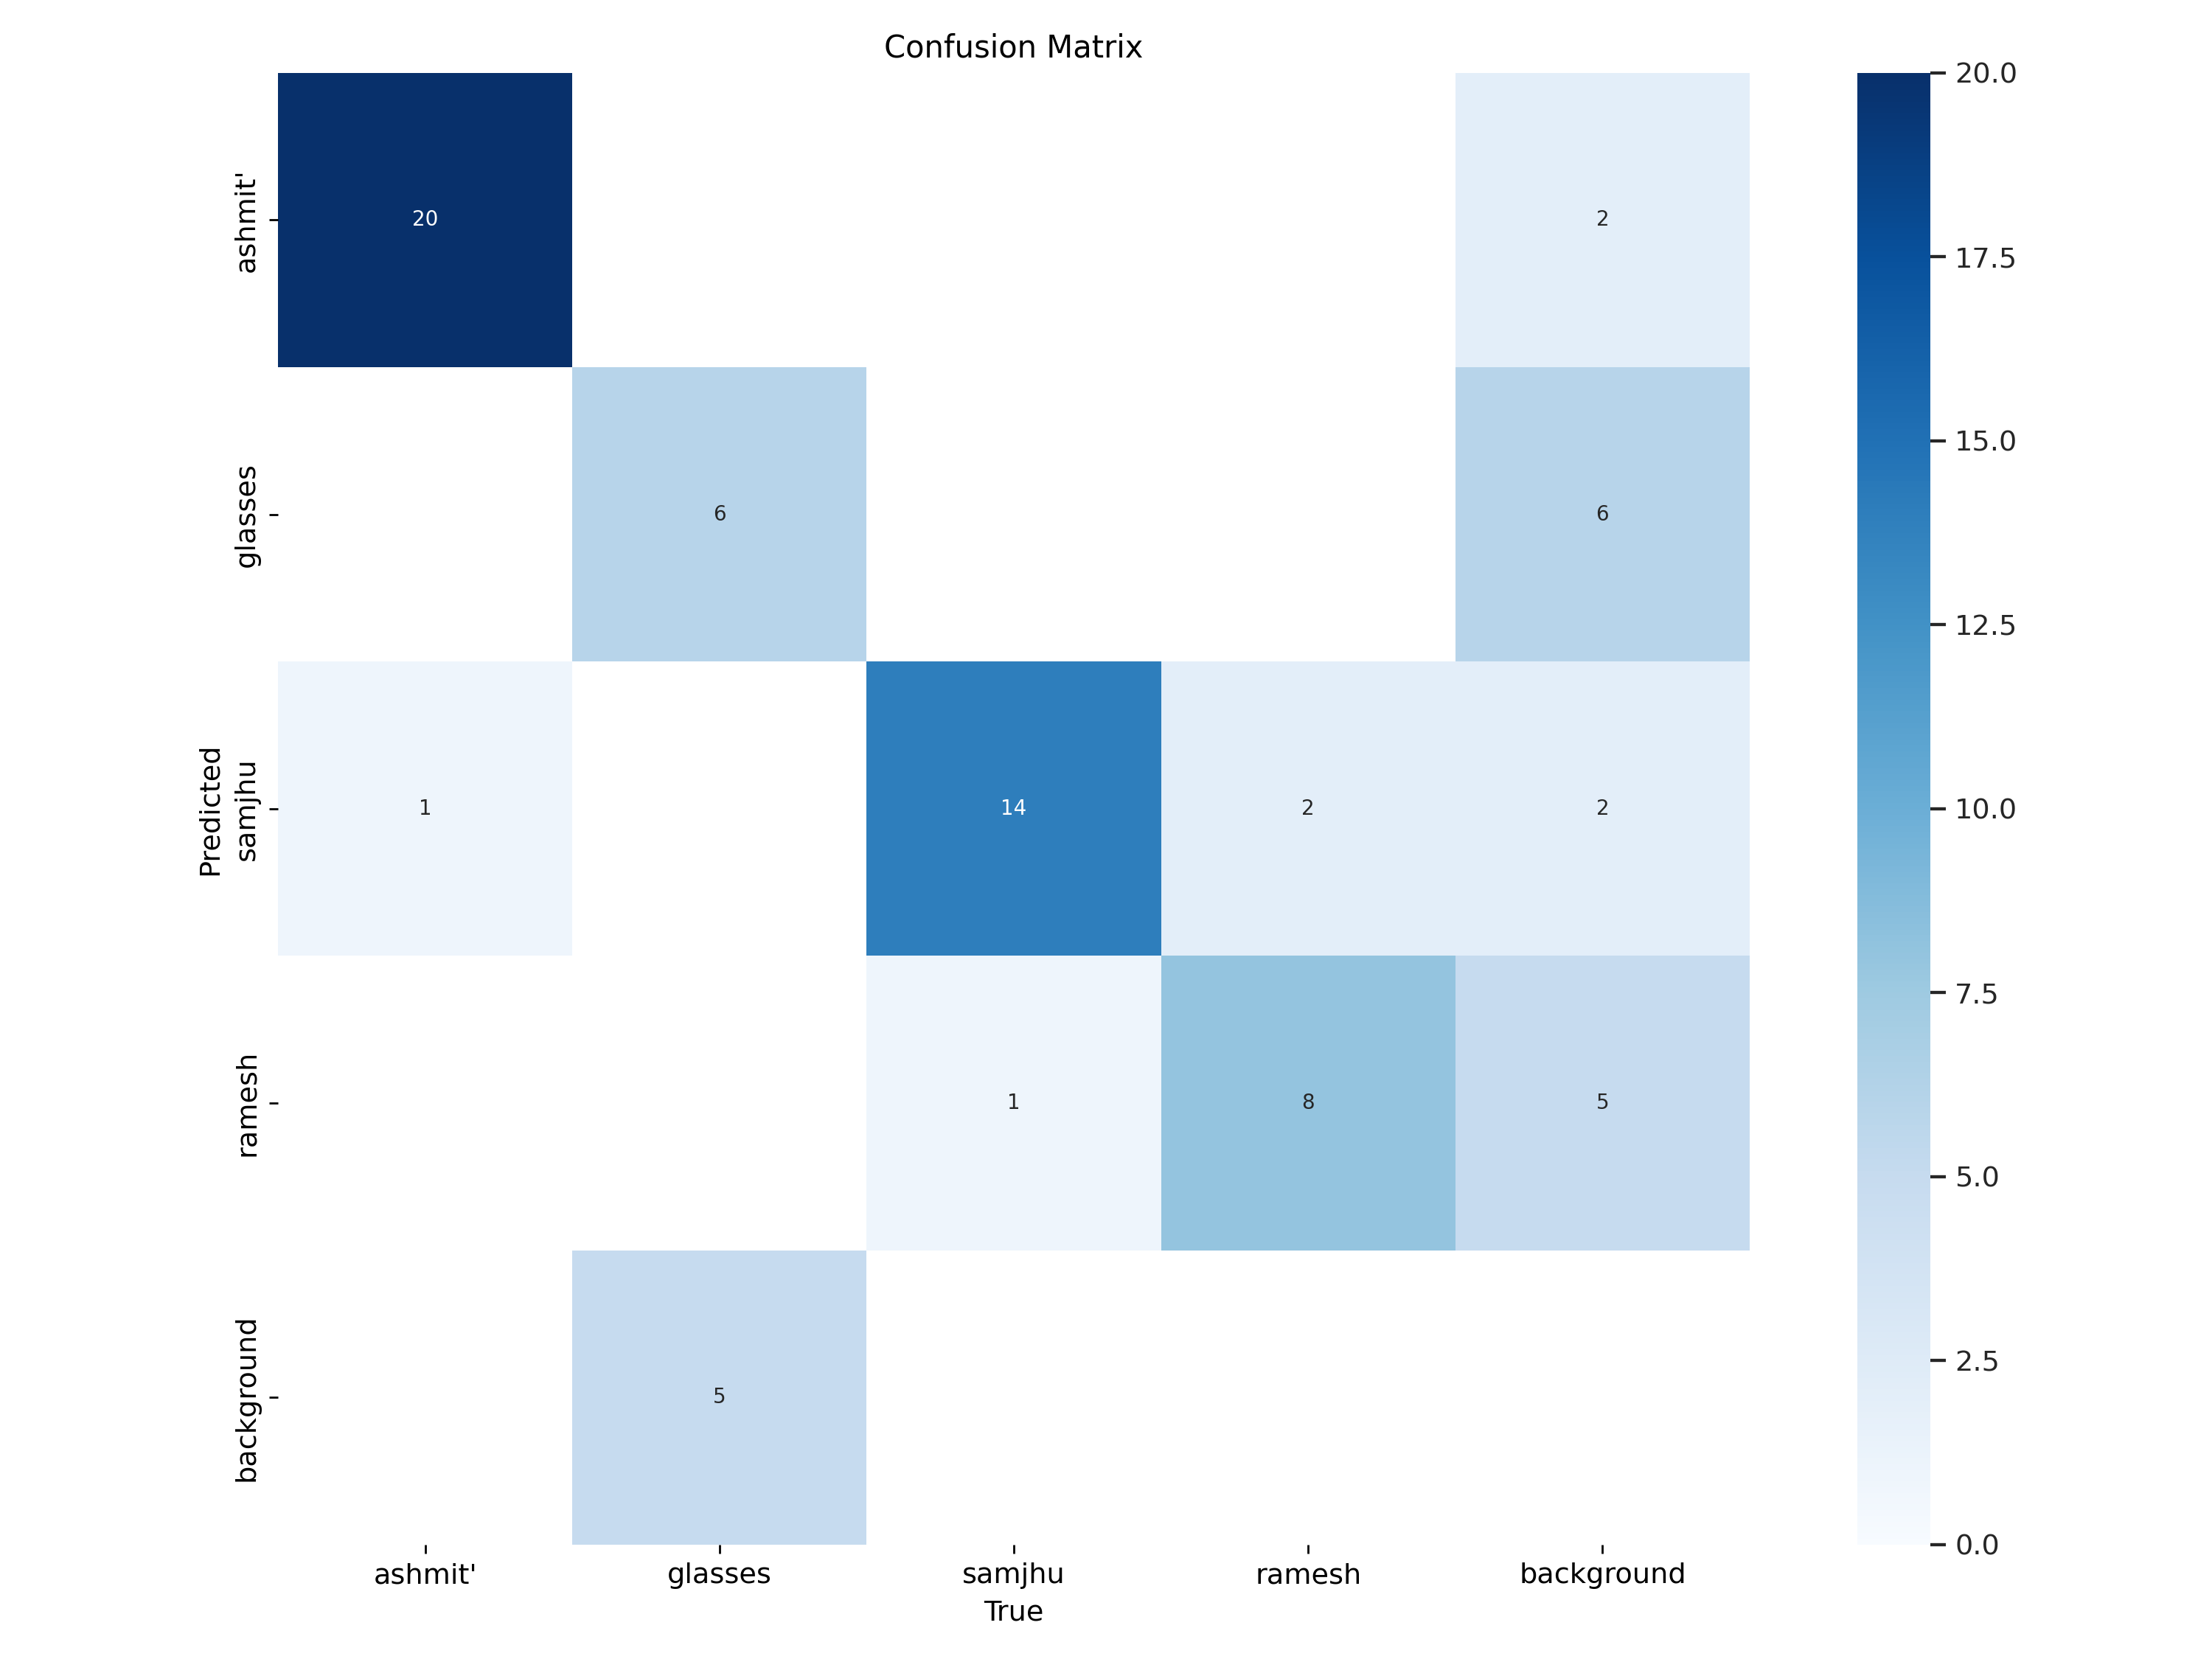 Confusion Matrix
ashmit'
20
2
glasses
6
6
Predicted
samjhu
1
14
2
2
ramesh
1
8
5
background
5
ashmit'
glasses
samjhu
ramesh
background
True
20.0
17.5
15.0
12.5
10.0
7.5
5.0
2.5
0.0